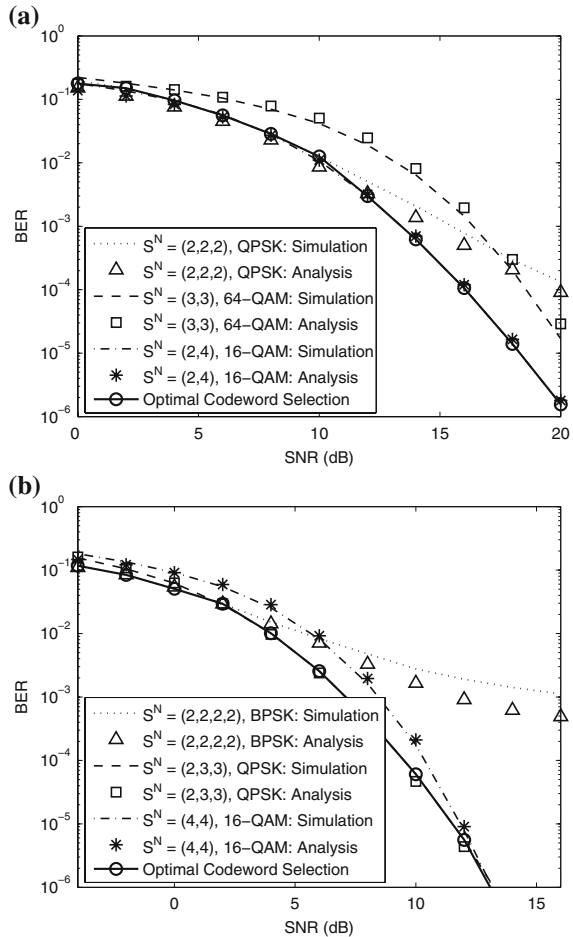 (a)
10^0
10^-1
10^-2
10^-3
10^-4
10^-5
10^-6
BER
S^N = (2,2,2), QPSK: Simulation
S^N = (2,2,2), QPSK: Analysis
S^N = (3,3), 64−QAM: Simulation
S^N = (3,3), 64−QAM: Analysis
S^N = (2,4), 16−QAM: Simulation
S^N = (2,4), 16−QAM: Analysis
Optimal Codeword Selection
0 5 10 15 20
SNR (dB)
(b)
10^0
10^-1
10^-2
10^-3
10^-4
10^-5
10^-6
BER
S^N = (2,2,2,2), BPSK: Simulation
S^N = (2,2,2,2), BPSK: Analysis
S^N = (2,3,3), QPSK: Simulation
S^N = (2,3,3), QPSK: Analysis
S^N = (4,4), 16−QAM: Simulation
S^N = (4,4), 16−QAM: Analysis
Optimal Codeword Selection
0 5 10 15
SNR (dB)